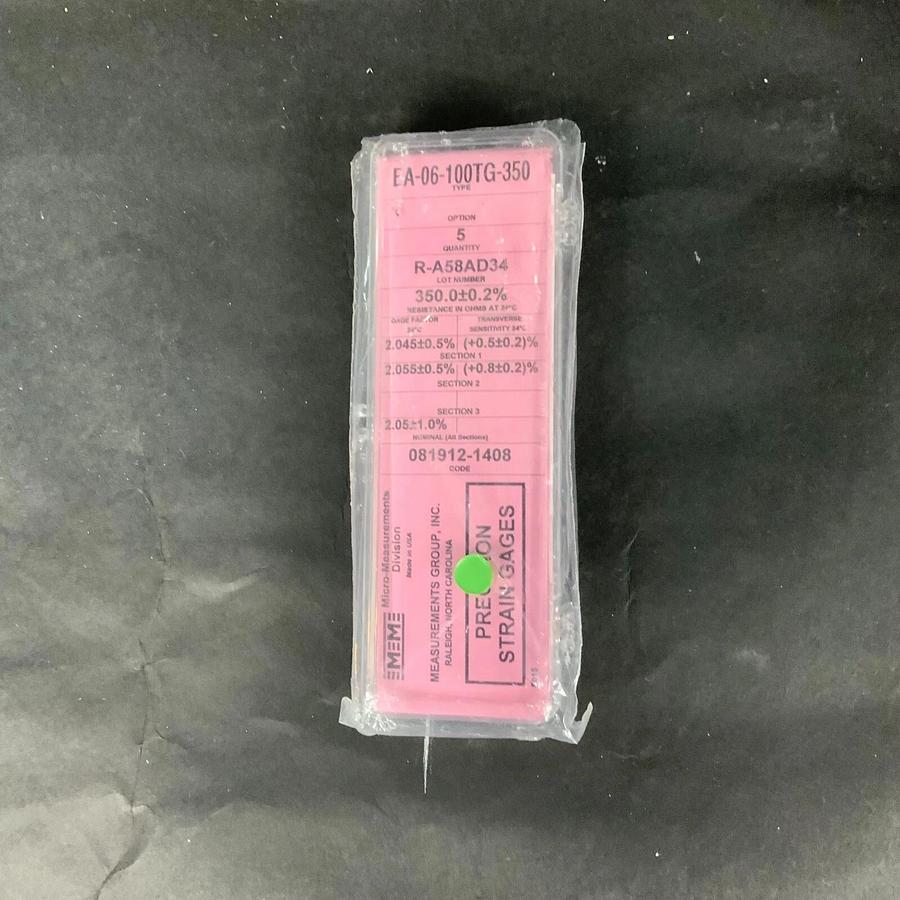 EA-06-100TG-350
TYPE
OPTION
5
QUANTITY
R-A58AD34
LOT NUMBER
350.0±0.2%
RESISTANCE IN OHMS AT 24°C
GAGE FACTOR TRANSVERSE
24°C SENSITIVITY 24°C
2.045±0.5% (+0.5±0.2)%
SECTION 1
2.055±0.5% (+0.8±0.2)%
SECTION 2
SECTION 3
2.05±1.0%
NOMINAL (All Sections)
081912-1408
CODE
MM
Micro-Measurements
Division
Made in USA
MEASUREMENTS GROUP, INC.
RALEIGH, NORTH CAROLINA
STRAIN GAGES